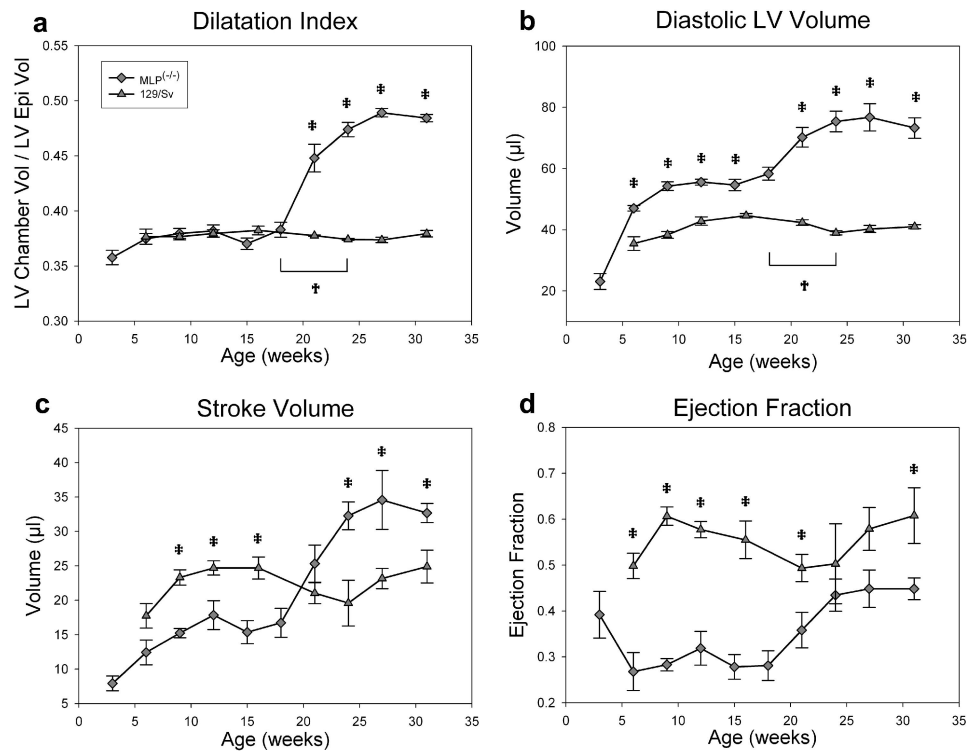 a Dilatation Index
LV Chamber Vol / LV Epi Vol
0.55
0.50
0.45
0.40
0.35
0.30
MLP(-/-)
129/Sv
‡ ‡ ‡ ‡
†
0 5 10 15 20 25 30 35
Age (weeks)
b Diastolic LV Volume
Volume (µl)
100
80
60
40
20
‡ ‡ ‡ ‡ ‡ ‡ ‡ ‡
†
0 5 10 15 20 25 30 35
Age (weeks)
c Stroke Volume
Volume (µl)
45
40
35
30
25
20
15
10
5
‡ ‡ ‡ ‡ ‡ ‡
0 5 10 15 20 25 30 35
Age (weeks)
d Ejection Fraction
Ejection Fraction
0.8
0.7
0.6
0.5
0.4
0.3
0.2
‡ ‡ ‡ ‡ ‡ ‡
0 5 10 15 20 25 30 35
Age (weeks)